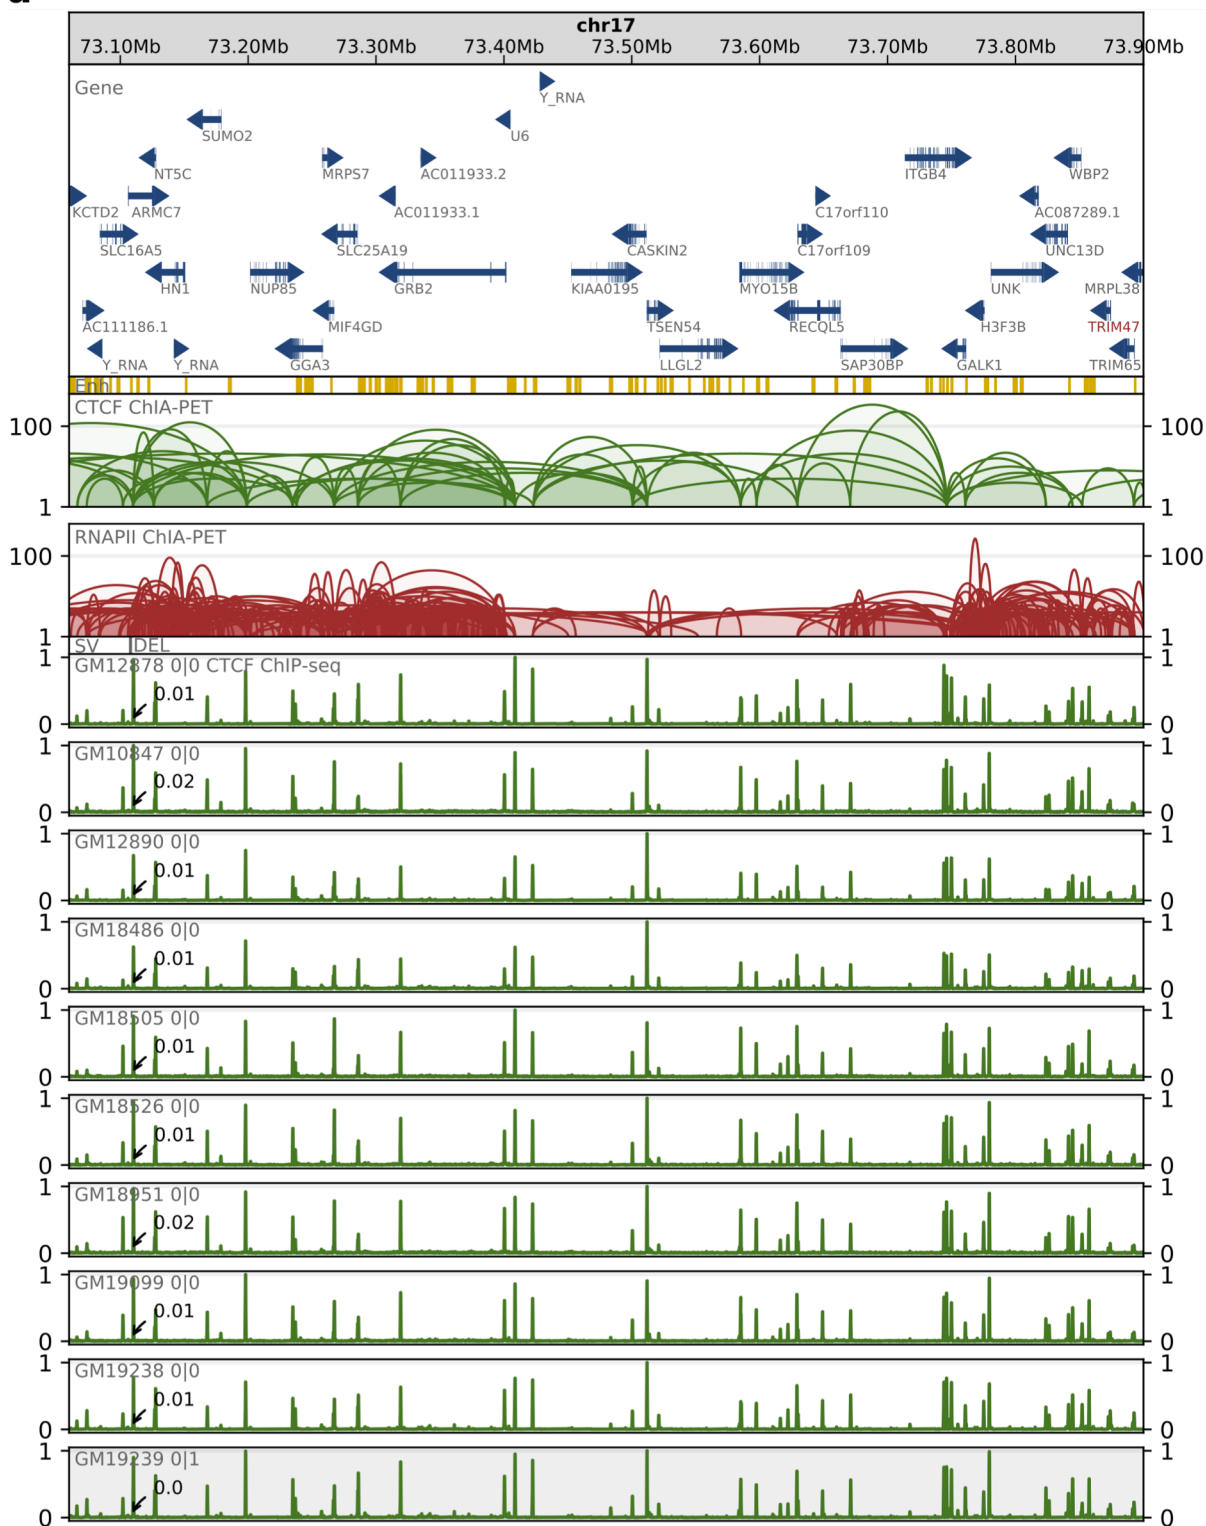 chr17
73.10Mb 73.20Mb 73.30Mb 73.40Mb 73.50Mb 73.60Mb 73.70Mb 73.80Mb 73.90Mb
Gene
Y_RNA
SUMO2 U6
NT5C MRPS7 AC011933.2 ITGB4 WBP2
KCTD2 ARMC7 AC011933.1 C17orf110 AC087289.1
SLC16A5 SLC25A19 CASKIN2 C17orf109 UNC13D
HN1 NUP85 GRB2 KIAA0195 MYO15B UNK MRPL38
AC111186.1 MIF4GD TSEN54 RECQL5 H3F3B TRIM47
Y_RNA Y_RNA GGA3 LLGL2 SAP30BP GALK1 TRIM65
Enh
CTCF ChIA-PET
100 100
1 1
RNAPII ChIA-PET
100 100
1 1
SV DEL
1 GM12878 0|0 CTCF ChIP-seq 1
0.01
0 0
1 GM10847 0|0 1
0.02
0 0
1 GM12890 0|0 1
0.01
0 0
1 GM18486 0|0 1
0.01
0 0
1 GM18505 0|0 1
0.01
0 0
1 GM18526 0|0 1
0.01
0 0
1 GM18951 0|0 1
0.02
0 0
1 GM19099 0|0 1
0.01
0 0
1 GM19238 0|0 1
0.01
0 0
1 GM19239 0|1 1
0.0
0 0